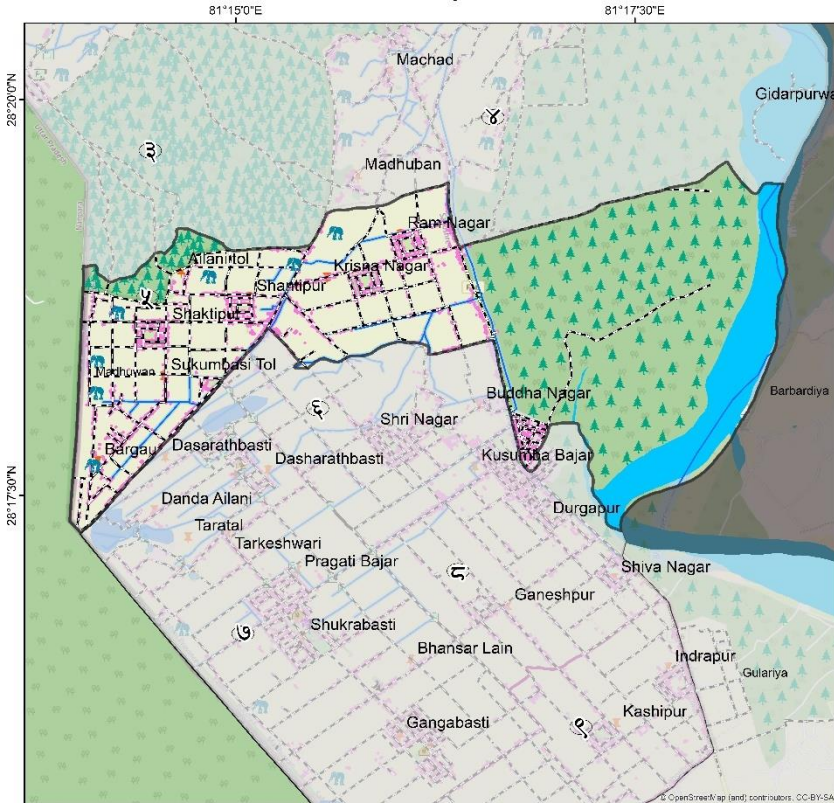 81°15'0"E
81°17'30"E
28°20'0"N
28°17'30"N
Machad
Gidarpurwa
४
३
Madhuban
Ram Nagar
Ailani tol
Krisna Nagar
Shantipur
५
Shaktipur
Madhuwan
Sukumbasi Tol
Barbardiya
Buddha Nagar
६
Shri Nagar
Bargau
Dasarathbasti
Dasharathbasti
Kusumha Bajar
Danda Ailani
Durgapur
Taratal
Tarkeshwari
Pragati Bajar
Shiva Nagar
८
Ganeshpur
Shukrabasti
७
Bhansar Lain
Indrapur
Gulariya
Kashipur
Gangabasti
९
© OpenStreetMap (and) contributors, CC-BY-SA